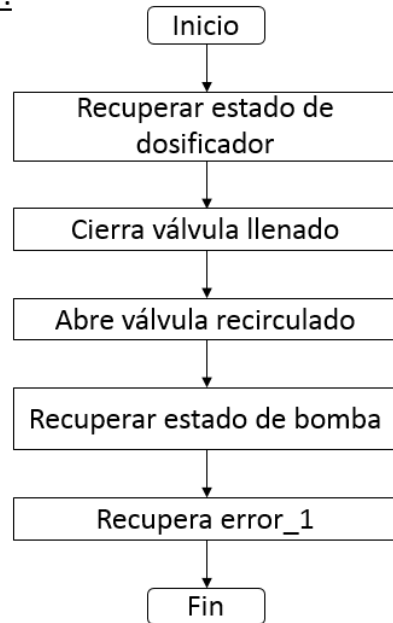 Inicio
Recuperar estado de
dosificador
Cierra válvula llenado
Abre válvula recirculado
Recuperar estado de bomba
Recupera error_1
Fin